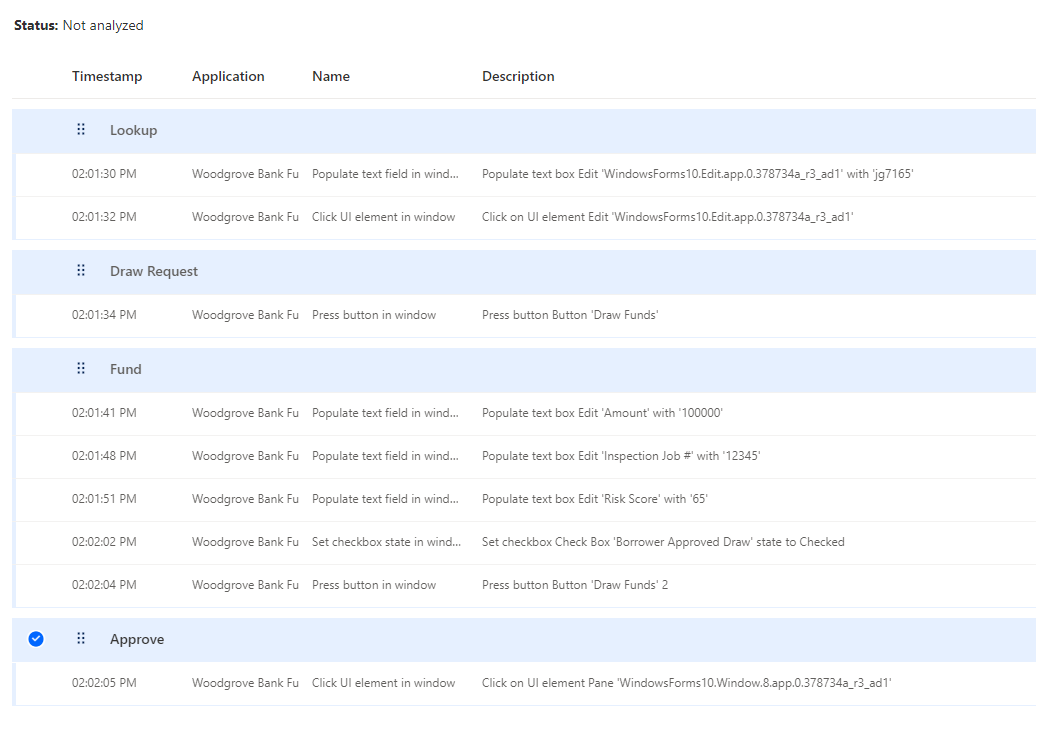 Status: Not analyzed
Timestamp Application Name Description
Lookup
02:01:30 PM Woodgrove Bank Fu Populate text field in wind... Populate text box Edit 'WindowsForms10.Edit.app.0.378734a_r3_ad1' with 'jg7165'
02:01:32 PM Woodgrove Bank Fu Click UI element in window Click on UI element Edit 'WindowsForms10.Edit.app.0.378734a_r3_ad1'
Draw Request
02:01:34 PM Woodgrove Bank Fu Press button in window Press button Button 'Draw Funds'
Fund
02:01:41 PM Woodgrove Bank Fu Populate text field in wind... Populate text box Edit 'Amount' with '100000'
02:01:48 PM Woodgrove Bank Fu Populate text field in wind... Populate text box Edit 'Inspection Job #' with '12345'
02:01:51 PM Woodgrove Bank Fu Populate text field in wind... Populate text box Edit 'Risk Score' with '65'
02:02:02 PM Woodgrove Bank Fu Set checkbox state in wind... Set checkbox Check Box 'Borrower Approved Draw' state to Checked
02:02:04 PM Woodgrove Bank Fu Press button in window Press button Button 'Draw Funds' 2
Approve
02:02:05 PM Woodgrove Bank Fu Click UI element in window Click on UI element Pane 'WindowsForms10.Window.8.app.0.378734a_r3_ad1'